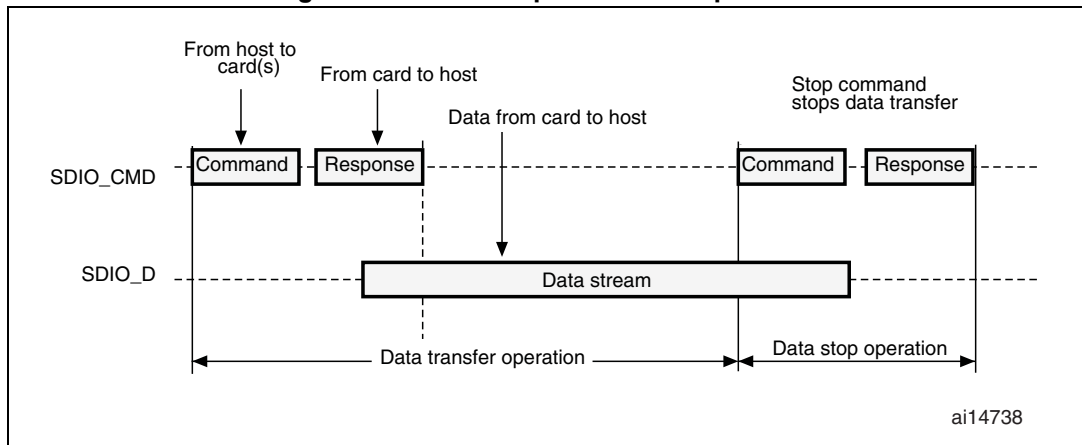 From host to
card(s)
From card to host
Data from card to host
Stop command
stops data transfer
SDIO_CMD
Command
Response
Command
Response
SDIO_D
Data stream
Data transfer operation
Data stop operation
ai14738